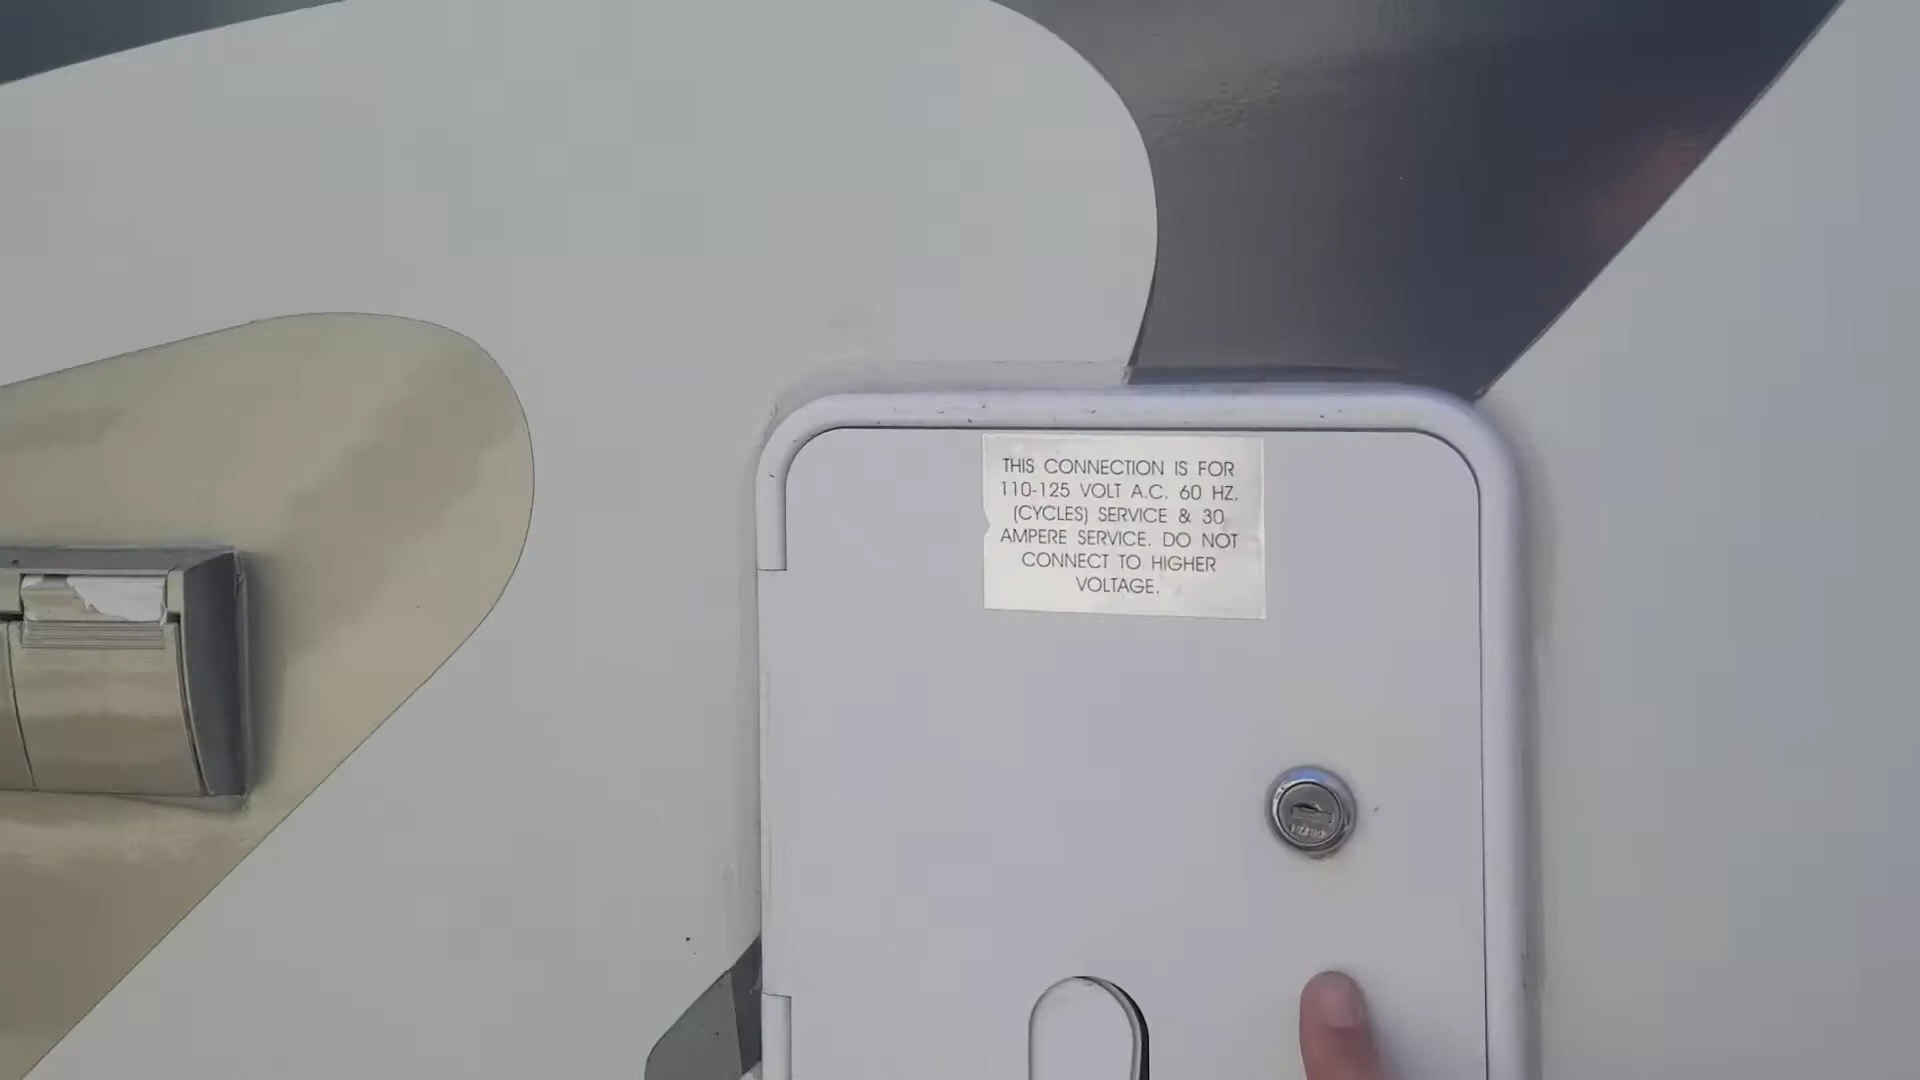 THIS CONNECTION IS FOR
110-125 VOLT A.C. 60 HZ.
(CYCLES) SERVICE & 30
AMPERE SERVICE. DO NOT
CONNECT TO HIGHER
VOLTAGE.